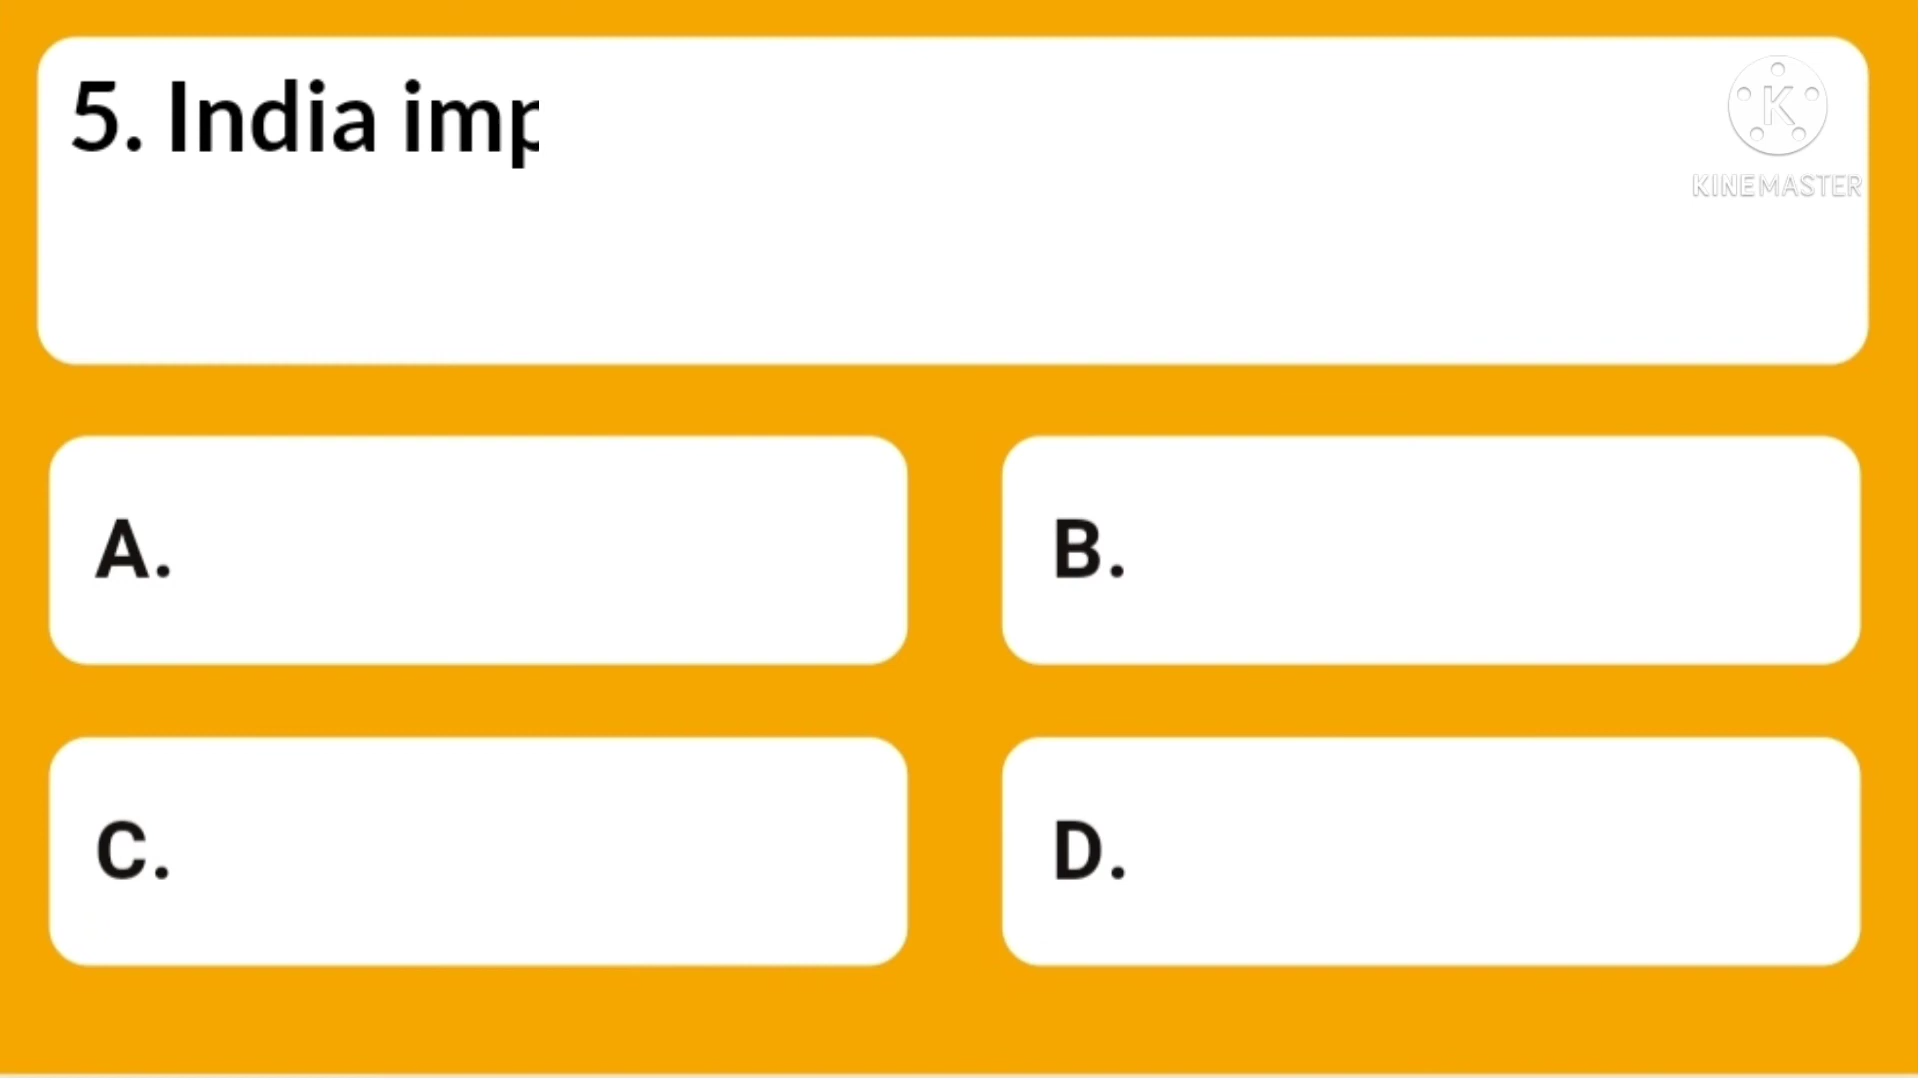 5. India imp
KINEMASTER
A.
B.
C.
D.